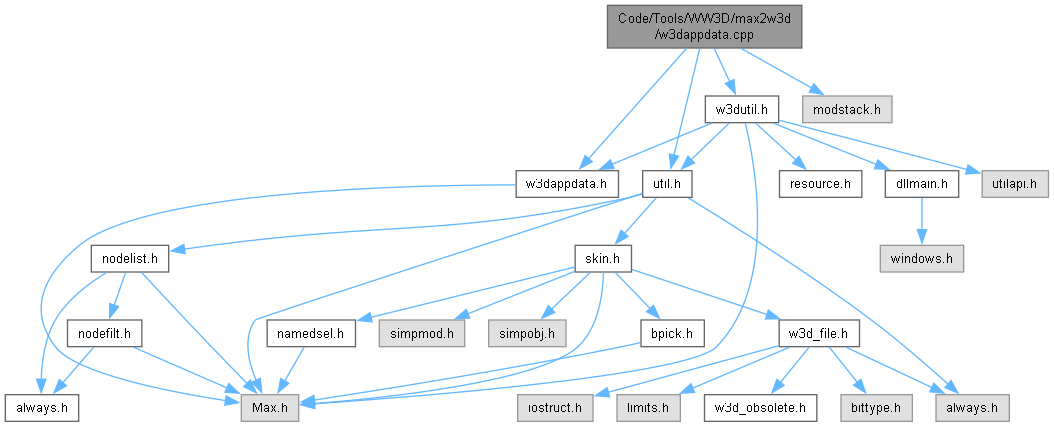 Code/Tools/WW3D/max2w3d
/w3dappdata.cpp
w3dutil.h
modstack.h
w3dappdata.h
util.h
resource.h
dllmain.h
utilapi.h
nodelist.h
skin.h
windows.h
nodefilt.h
namedsel.h
simpmod.h
simpobj.h
bpick.h
w3d_file.h
always.h
Max.h
iostruct.h
limits.h
w3d_obsolete.h
bittype.h
always.h